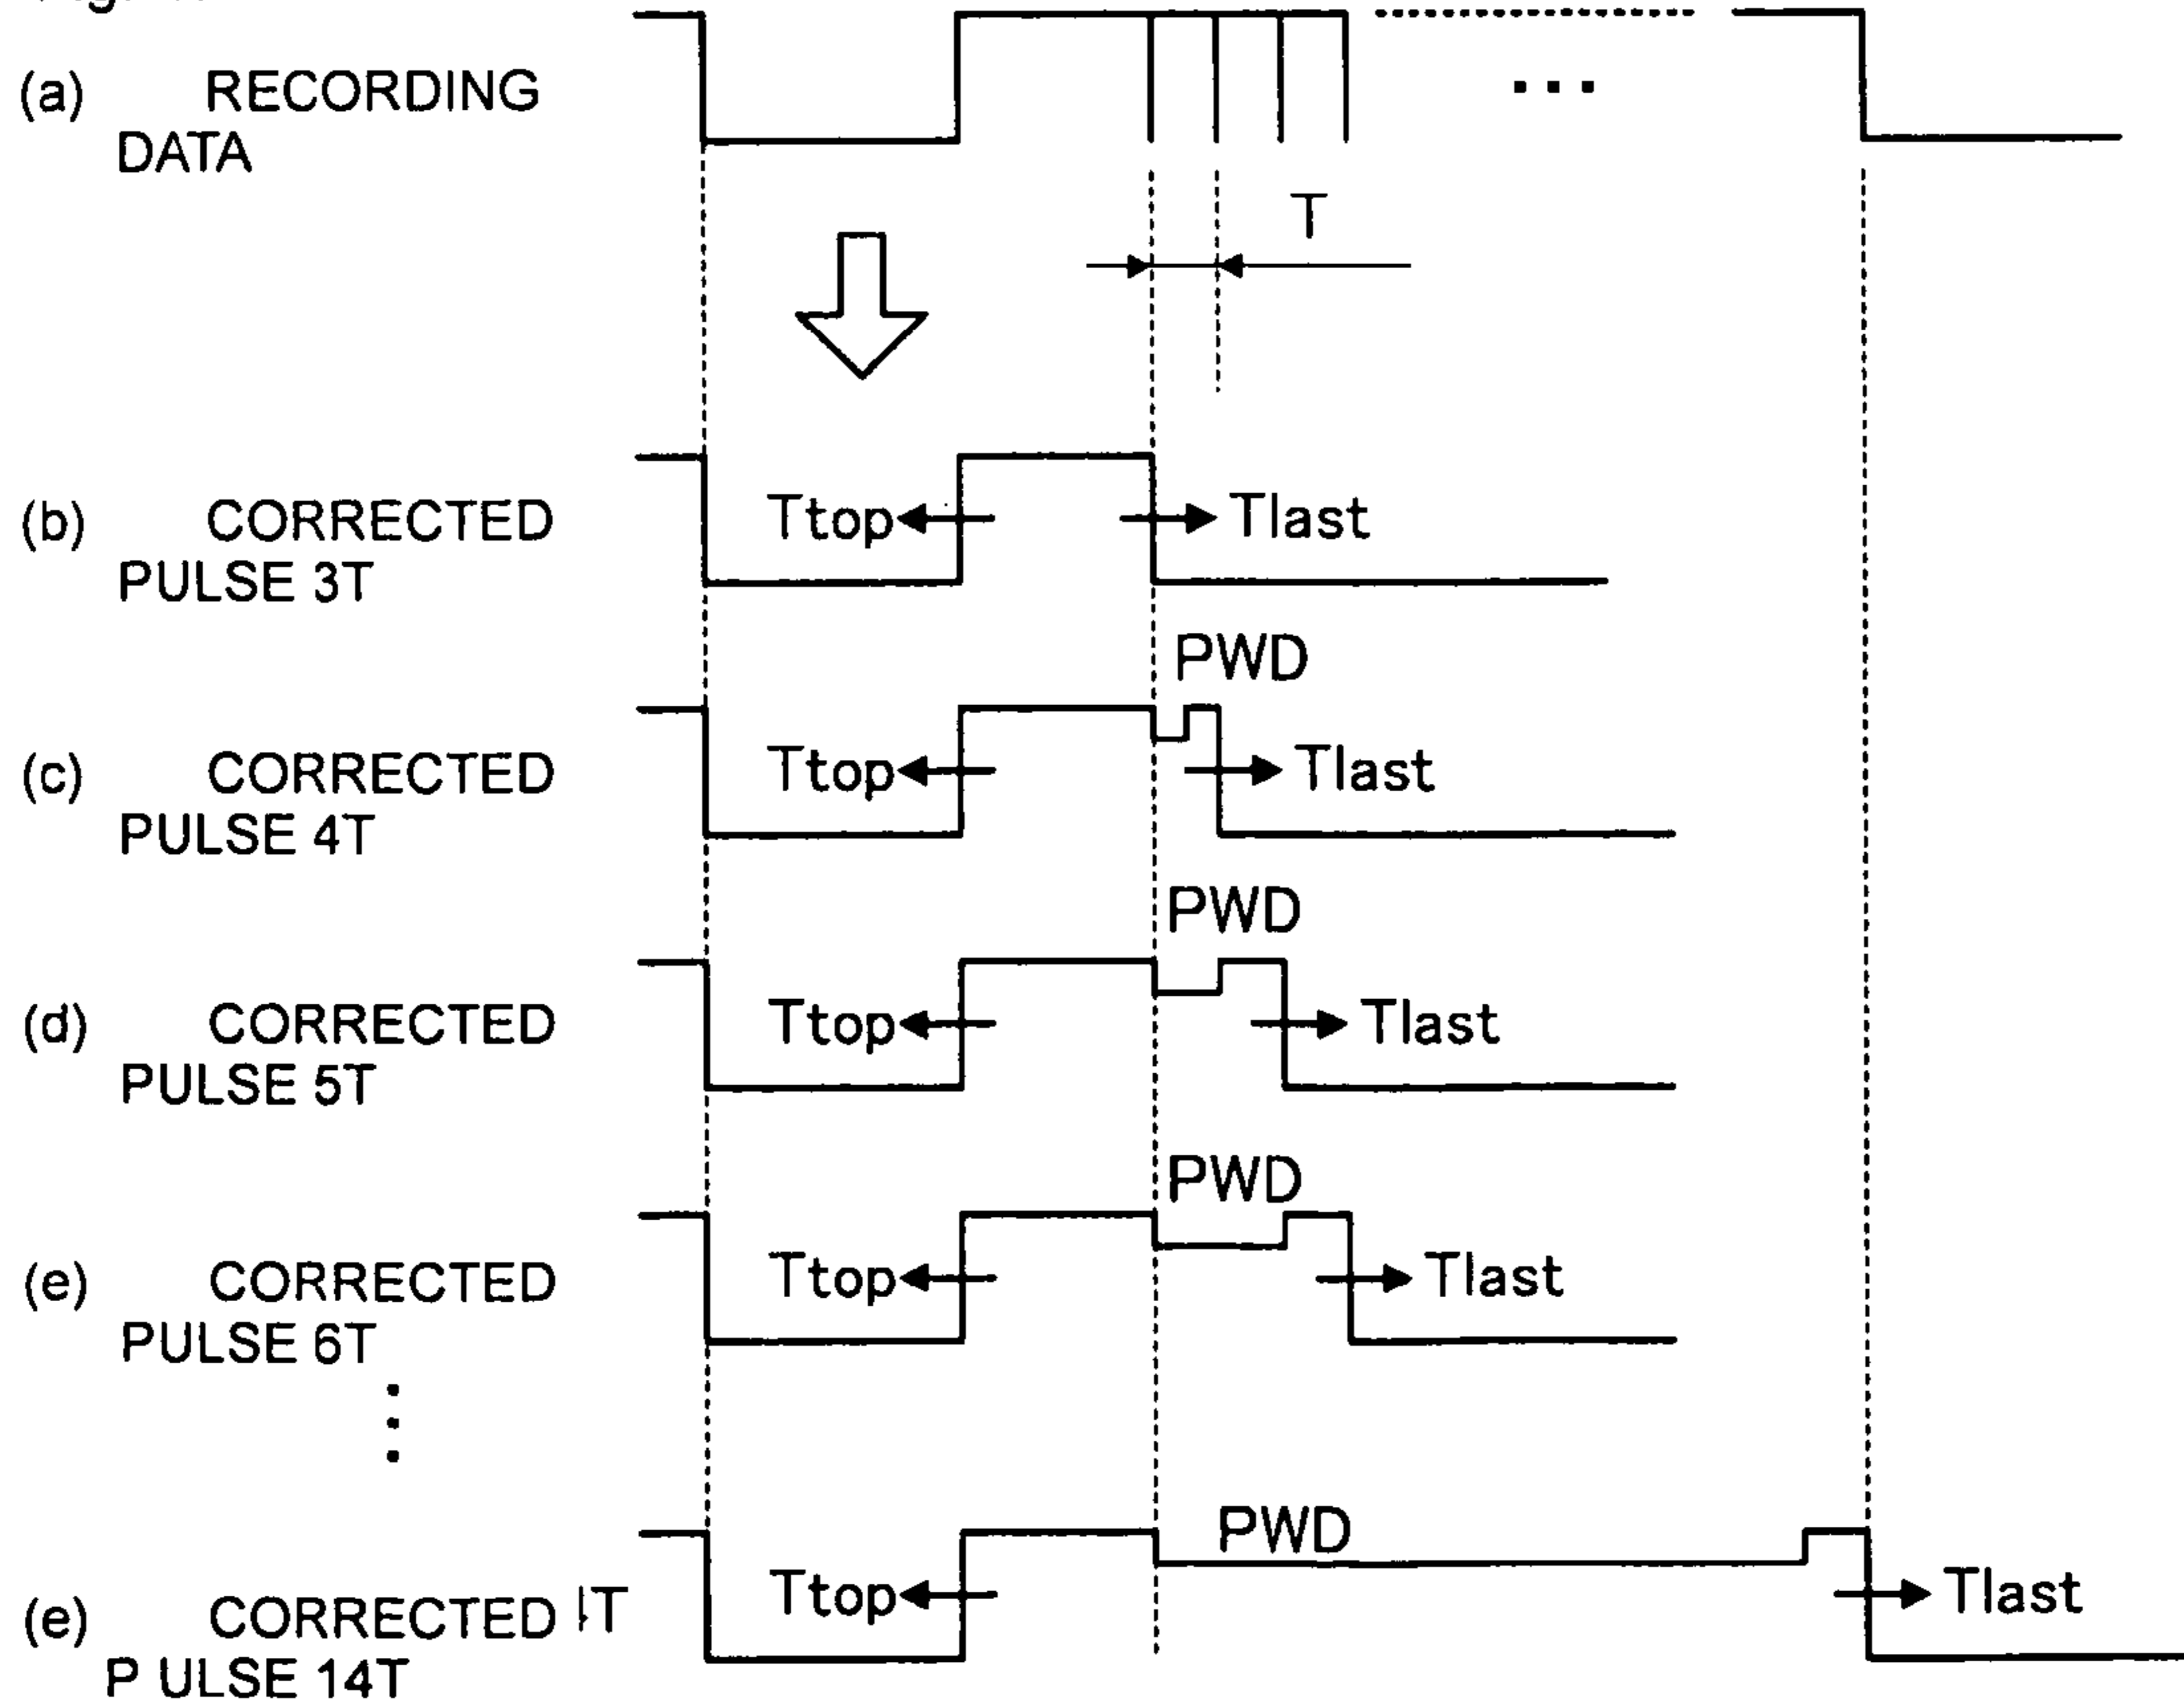 (a) RECORDING
DATA
...
T
(b) CORRECTED
PULSE 3T
Ttop
Tlast
PWD
(c) CORRECTED
PULSE 4T
Ttop
Tlast
PWD
(d) CORRECTED
PULSE 5T
Ttop
Tlast
PWD
(e) CORRECTED
PULSE 6T
Ttop
Tlast
PWD
(e) CORRECTED
P ULSE 14T
Ttop
Tlast